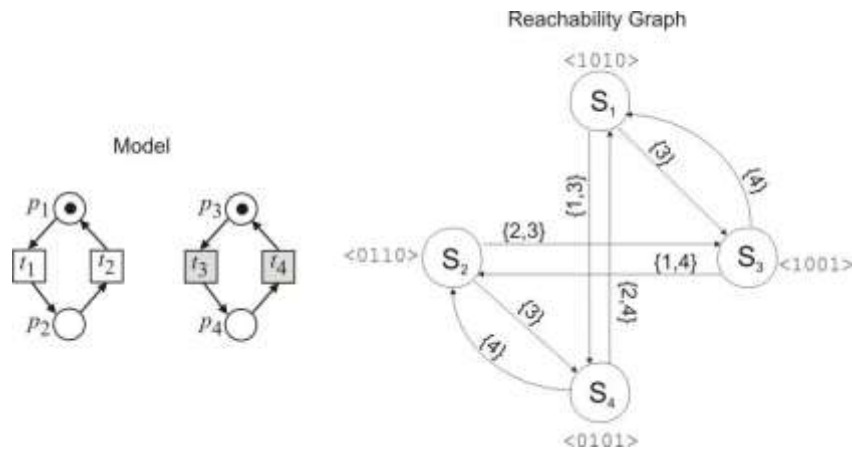 Reachability Graph
<1010>
S1
Model
{3}
{4}
{1,3}
p1
p3
{2,3}
t1
t2
t3
t4
<0110>
S2
{1,4}
S3
<1001>
{2,4}
p2
p4
{3}
{4}
S4
<0101>